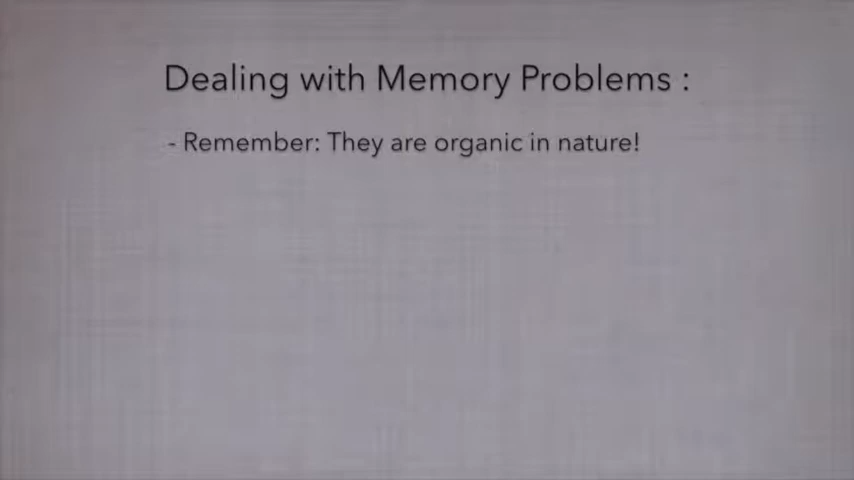 Dealing with Memory Problems :
- Remember: They are organic in nature!